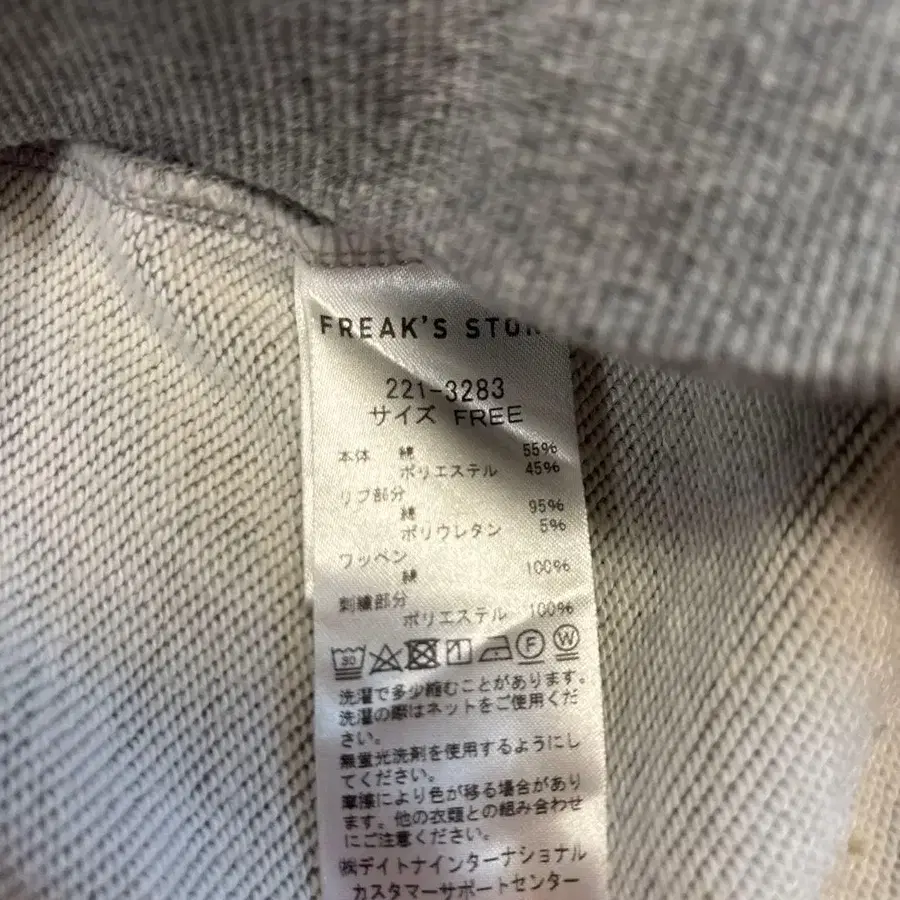 FREAK'S STOR
221-3283
サイズ FREE
本体 綿 55%
ポリエステル 45%
リブ部分
綿 95%
ポリウレタン 5%
ワッペン
綿 100%
刺繍部分
ポリエステル 100%
30 F W
洗濯で多少縮むことがあります。
洗濯の際はネットをご使用くだ
さい。
無蛍光洗剤を使用するようにし
てください。
摩擦により色が移る場合があり
ます。他の衣類との組み合わせ
にご注意ください。
㈱デイトナインターナショナル
カスタマーサポートセンター